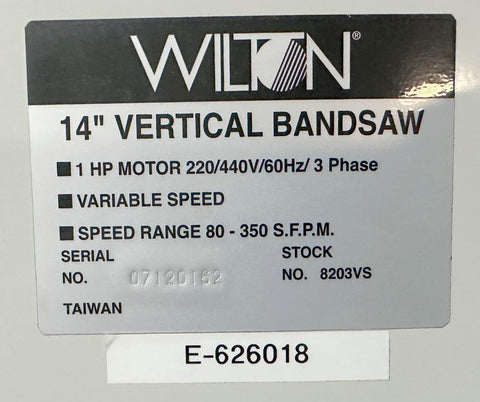 WILTON®
14" VERTICAL BANDSAW
■ 1 HP MOTOR 220/440V/60Hz/ 3 Phase
■ VARIABLE SPEED
■ SPEED RANGE 80 - 350 S.F.P.M.
SERIAL NO. 07120162
STOCK NO. 8203VS
TAIWAN
E-626018